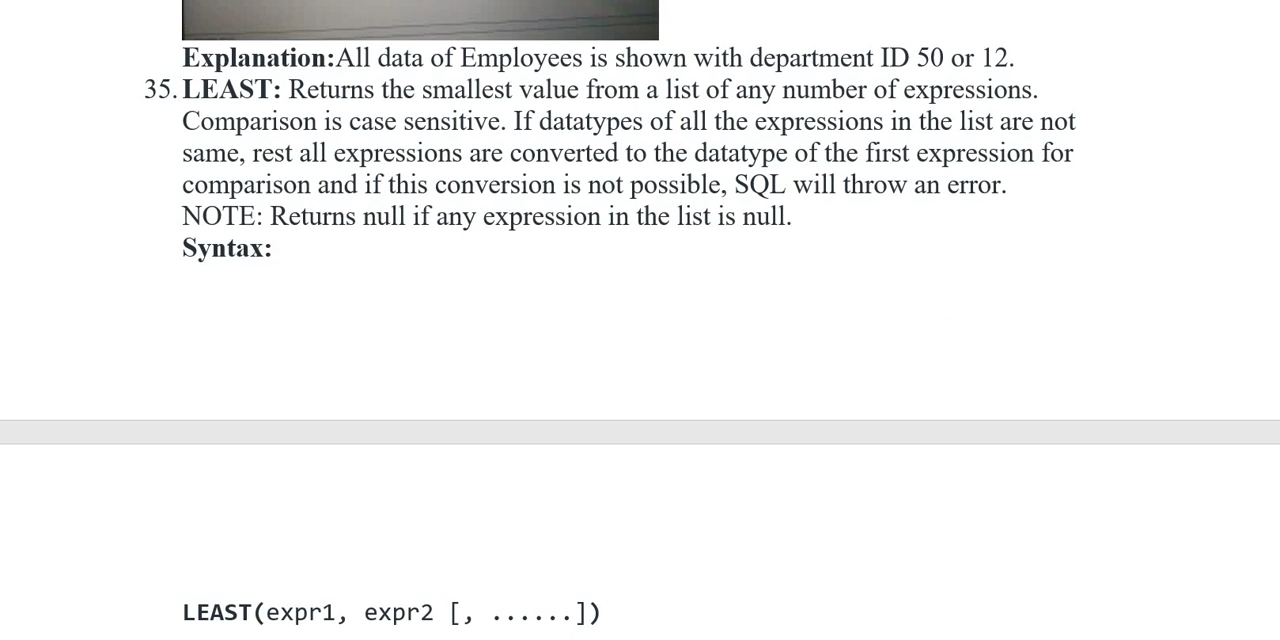 Explanation:All data of Employees is shown with department ID 50 or 12.
35. LEAST: Returns the smallest value from a list of any number of expressions.
Comparison is case sensitive. If datatypes of all the expressions in the list are not
same, rest all expressions are converted to the datatype of the first expression for
comparison and if this conversion is not possible, SQL will throw an error.
NOTE: Returns null if any expression in the list is null.
Syntax:
LEAST(expr1, expr2 [, ......])